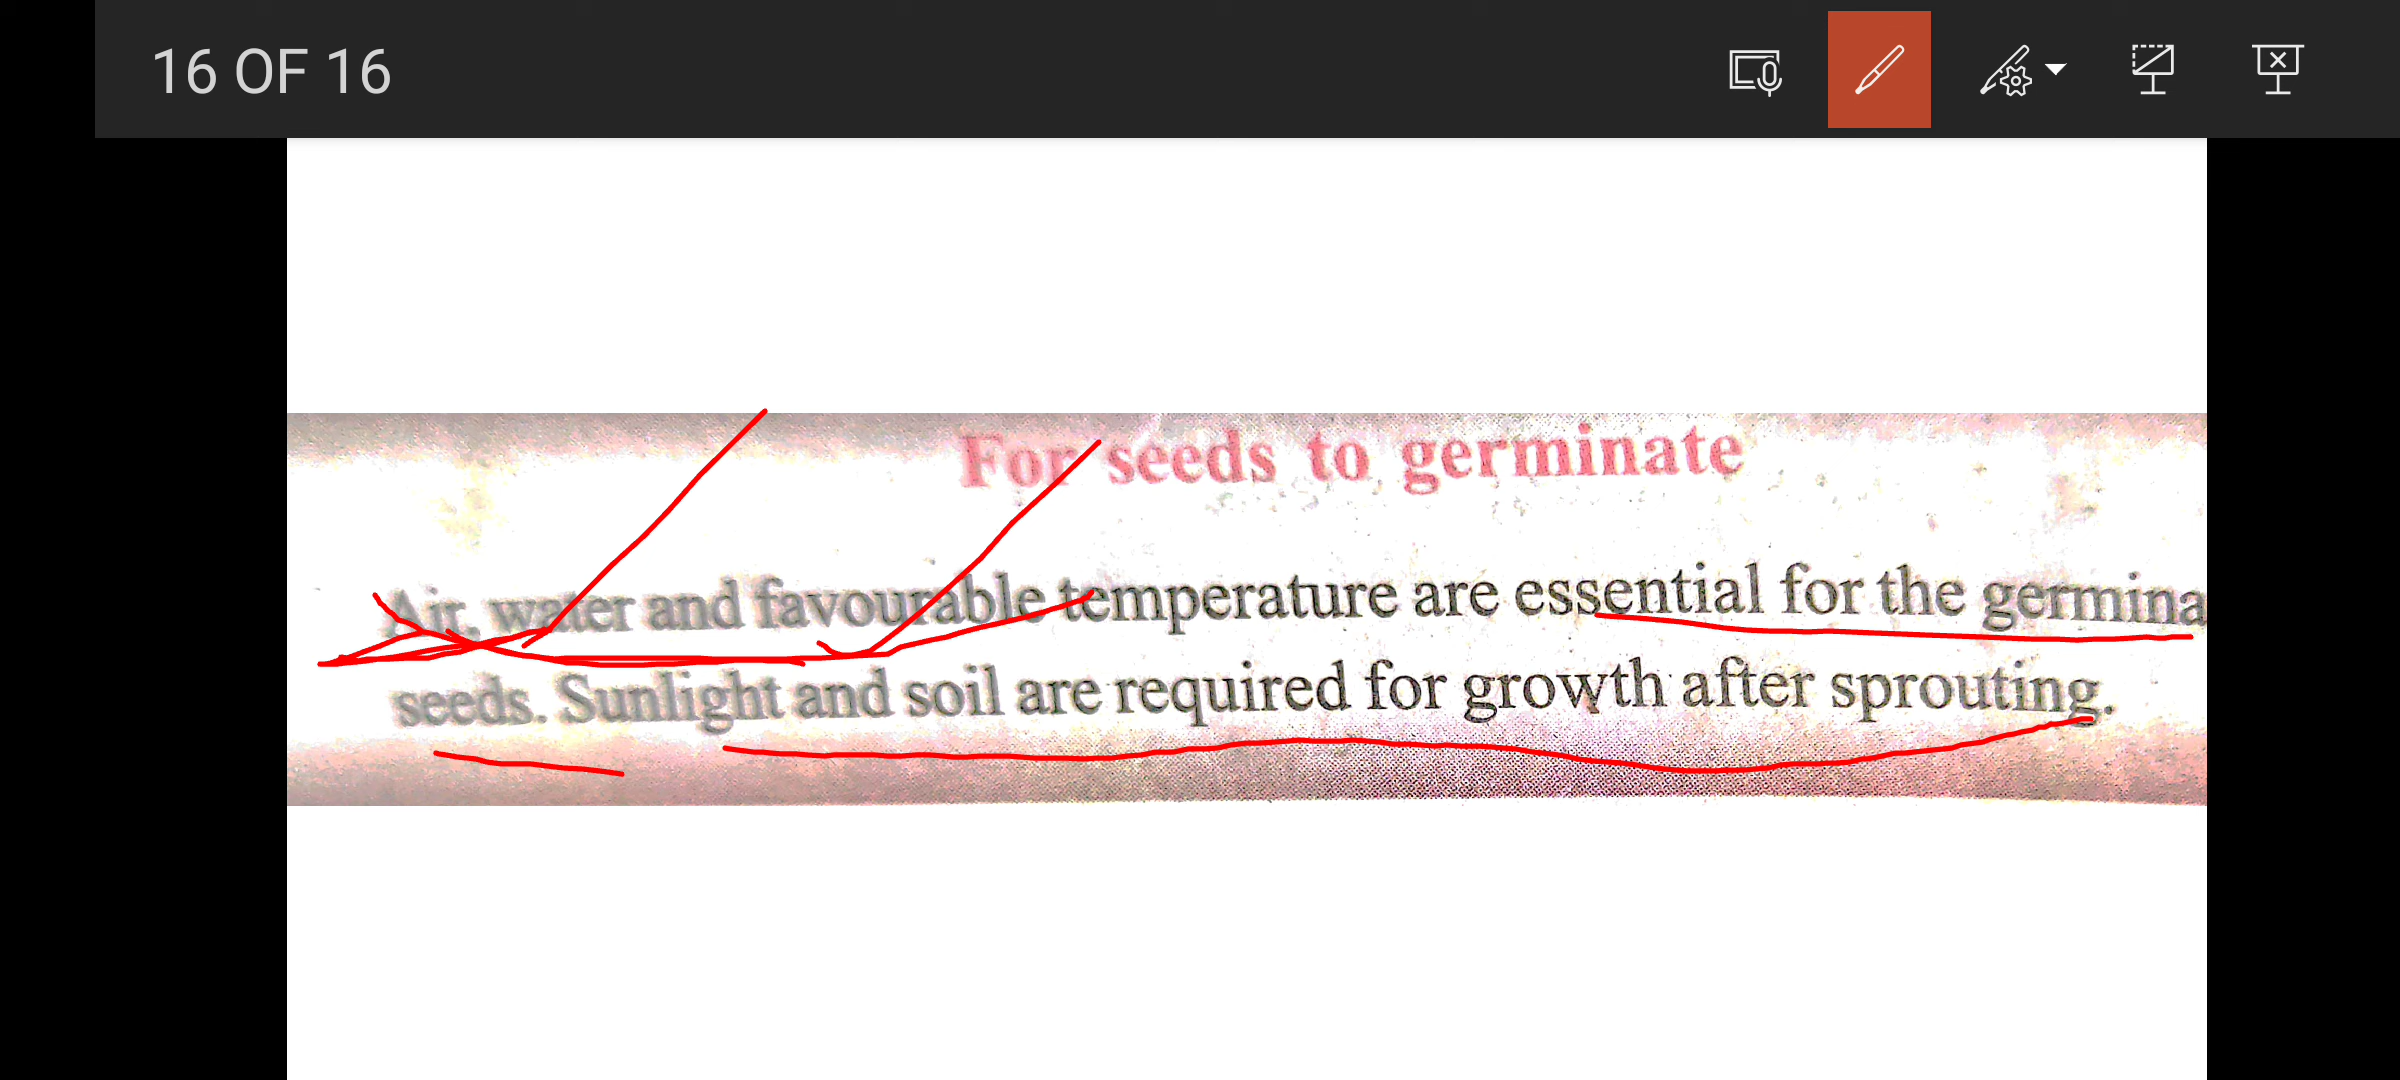 16 OF 16
For seeds to germinate
Air, water and favourable temperature are essential for the germina
seeds. Sunlight and soil are required for growth after sprouting.